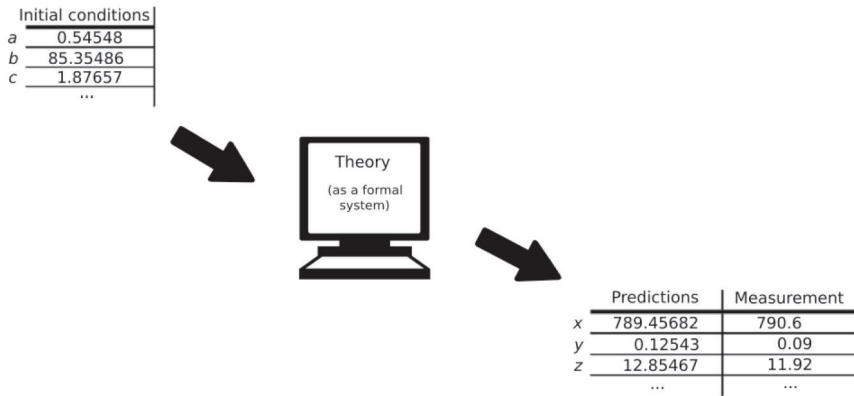 Initial conditions
a 0.54548
b 85.35486
c 1.87657
...
Theory
(as a formal
system)
Predictions Measurement
x 789.45682 790.6
y 0.12543 0.09
z 12.85467 11.92
... ...